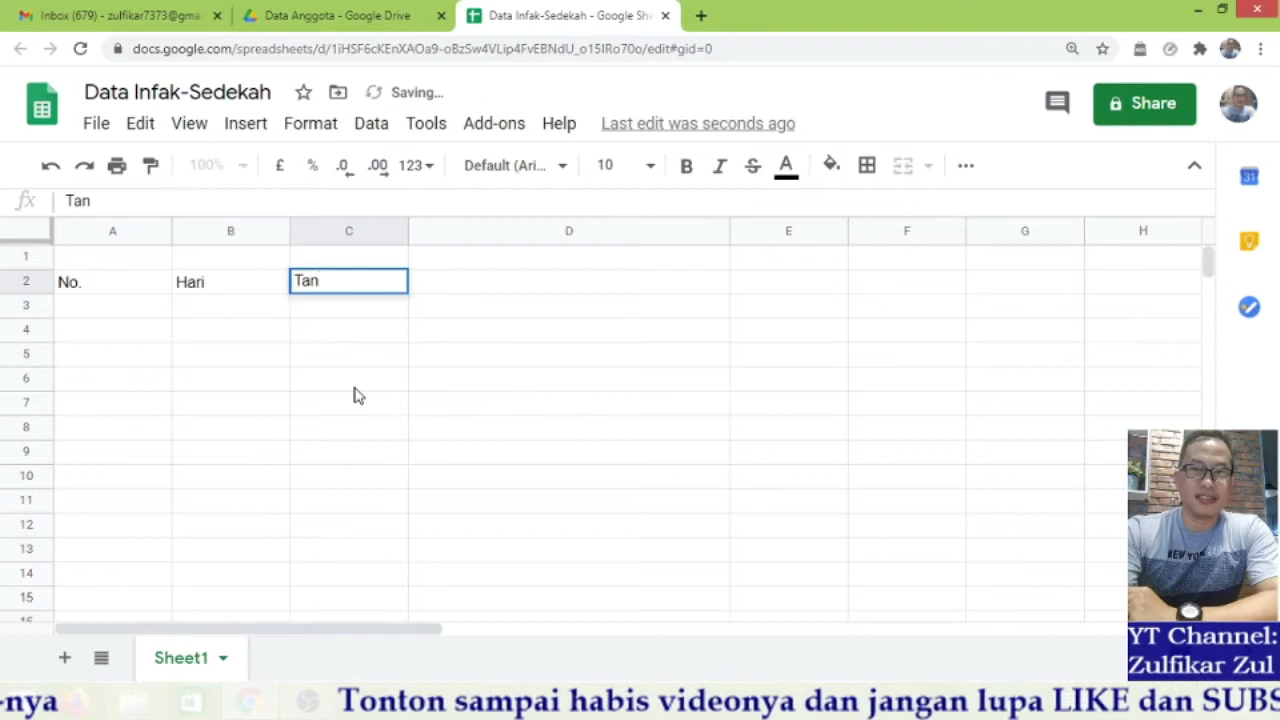 Inbox (679) - zulfikar7373@gma
Data Anggota - Google Drive
Data Infak-Sedekah - Google She
docs.google.com/spreadsheets/d/1iHSF6cKEnXAOa9-oBzSw4VLip4FvEBNdU_o15IRo70o/edit#gid=0
Data Infak-Sedekah
Saving...
Share
File Edit View Insert Format Data Tools Add-ons Help Last edit was seconds ago
100% £ % .0 .00 123 Default (Ari... 10 B I S A
fx Tan
31
A B C D E F G H
1
2 No. Hari Tan
3
4
5
6
7
8
9
10
11
12
13
14
15
Sheet1
NEW YOR
YT Channel:
Zulfikar Zul
-nya Tonton sampai habis videonya dan jangan lupa LIKE dan SUBS